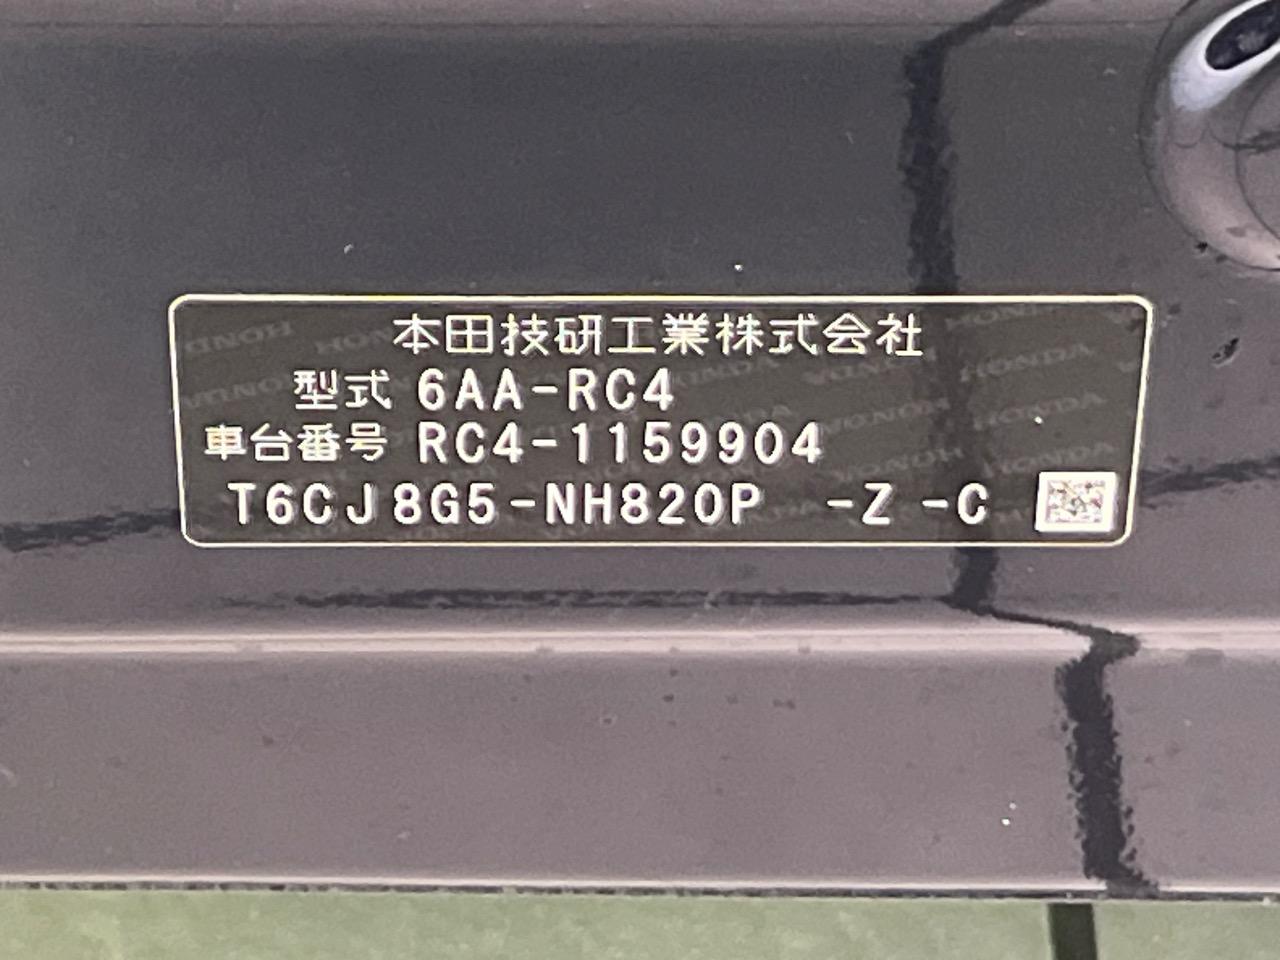 本田技研工業株式会社
型式 6AA-RC4
車台番号 RC4-1159904
T6CJ8G5-NH820P -Z -C